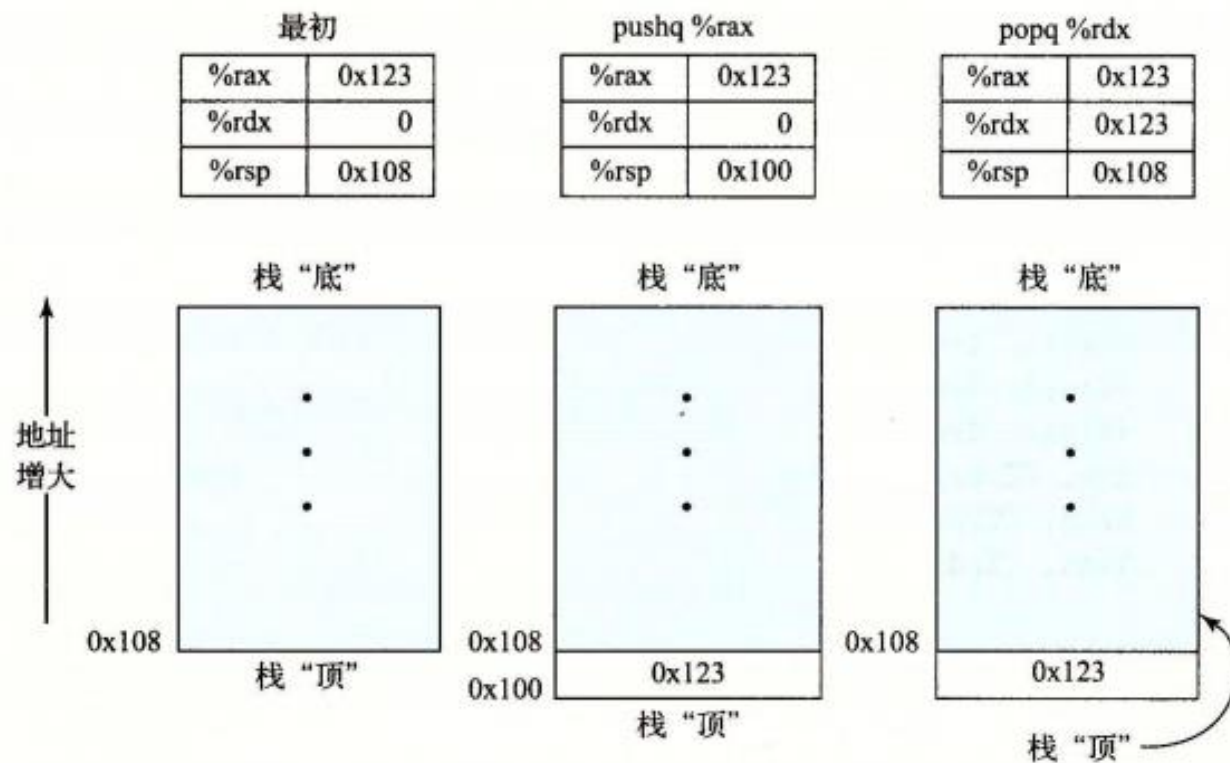 最初
%rax 0x123
%rdx 0
%rsp 0x108
pushq %rax
%rax 0x123
%rdx 0
%rsp 0x100
popq %rdx
%rax 0x123
%rdx 0x123
%rsp 0x108
地址
增大
栈“底”
0x108
栈“顶”
栈“底”
0x108
0x100
0x123
栈“顶”
栈“底”
0x108
0x123
栈“顶”